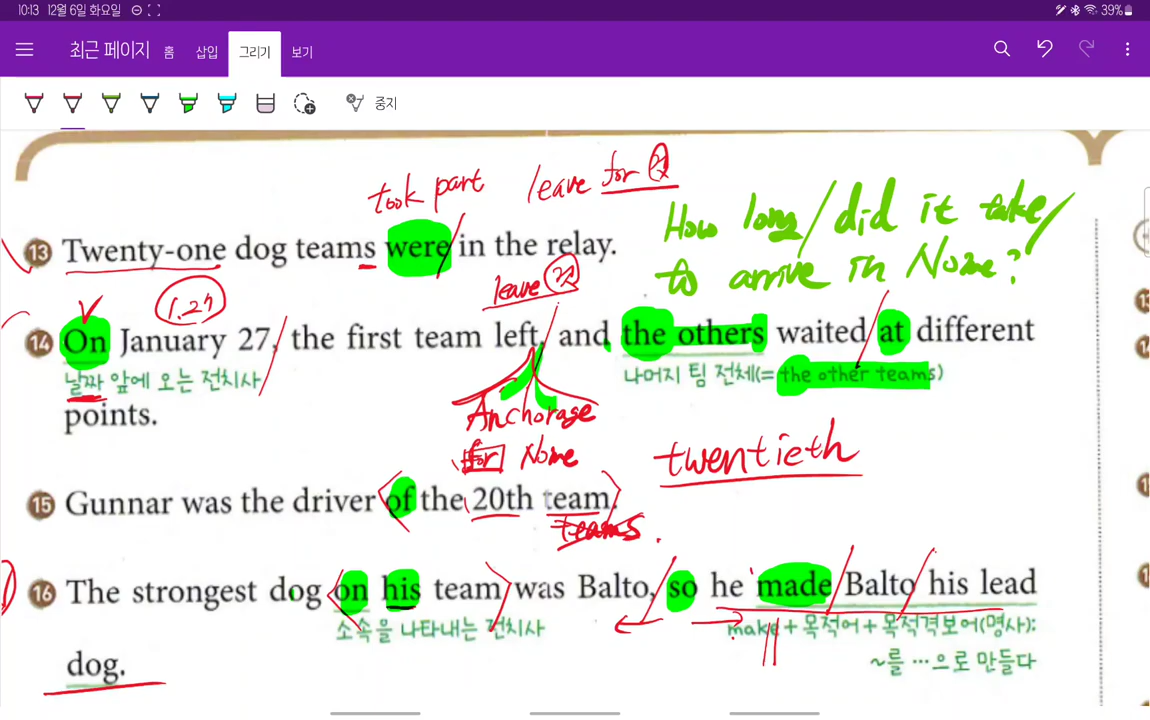 10:13 12월 6일 화요일 39%
최근 페이지 홈 삽입 그리기 보기
중지
took part leave for
How long/did it take/
to arrive in Nome?
13 Twenty-one dog teams were/in the relay.
1.27 leave
14 On January 27,/the first team left,/and the others waited/at different
날짜 앞에 오는 전치사 나머지 팀 전체(= the other teams)
points.
Anchorage
for Nome
twentieth
15 Gunnar was the driver of the 20th team.
teams.
16 The strongest dog on his team was Balto,/so he made/Balto/his lead
소속을 나타내는 전치사 make + 목적어 + 목적격보어(명사):
~를 …으로 만들다
dog.